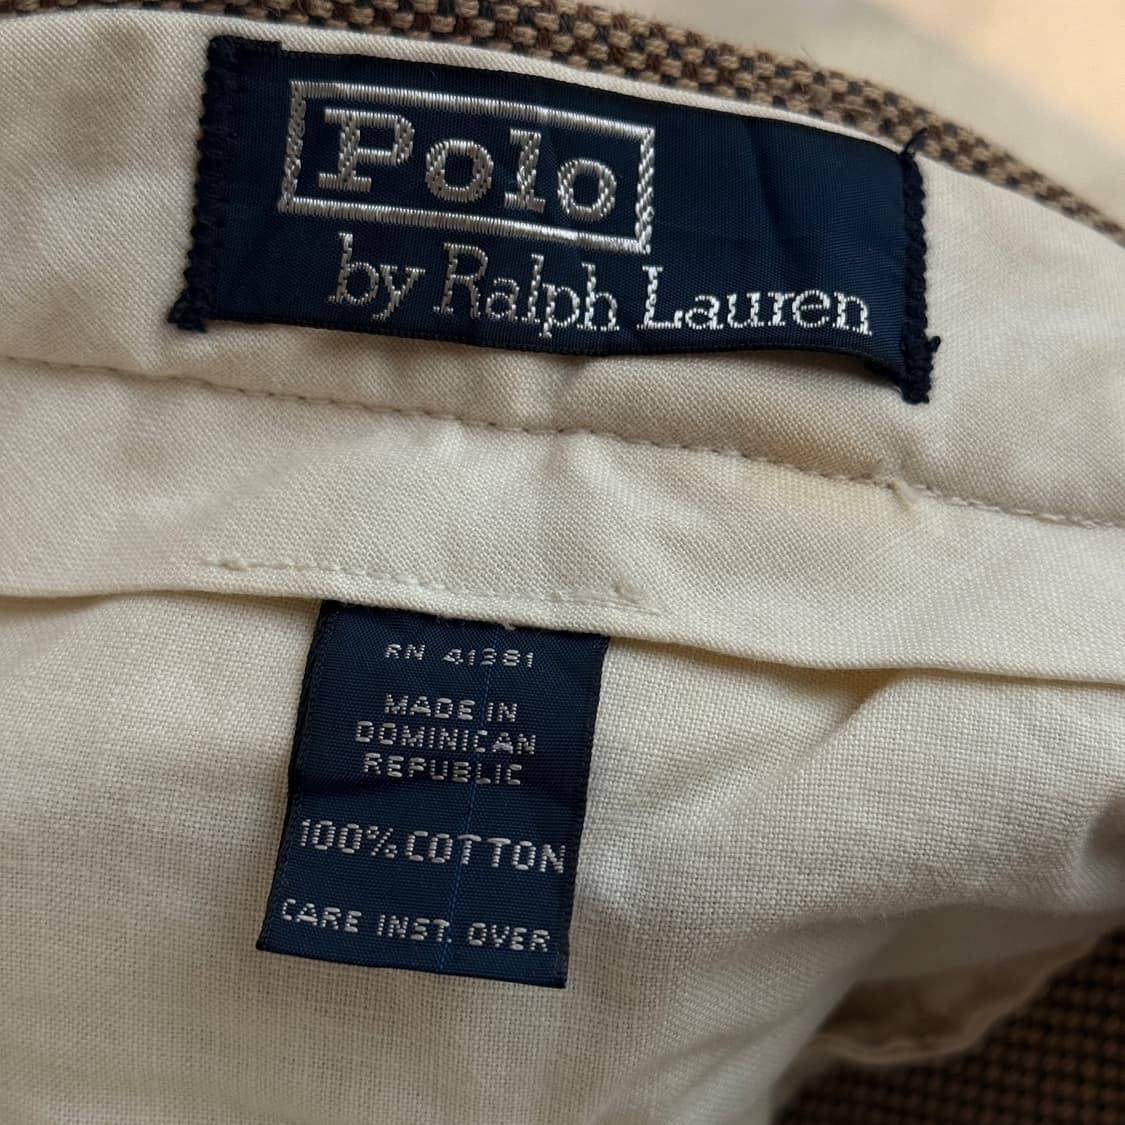 Polo
by Ralph Lauren
RN 41381
MADE IN
DOMINICAN
REPUBLIC
100% COTTON
CARE INST. OVER